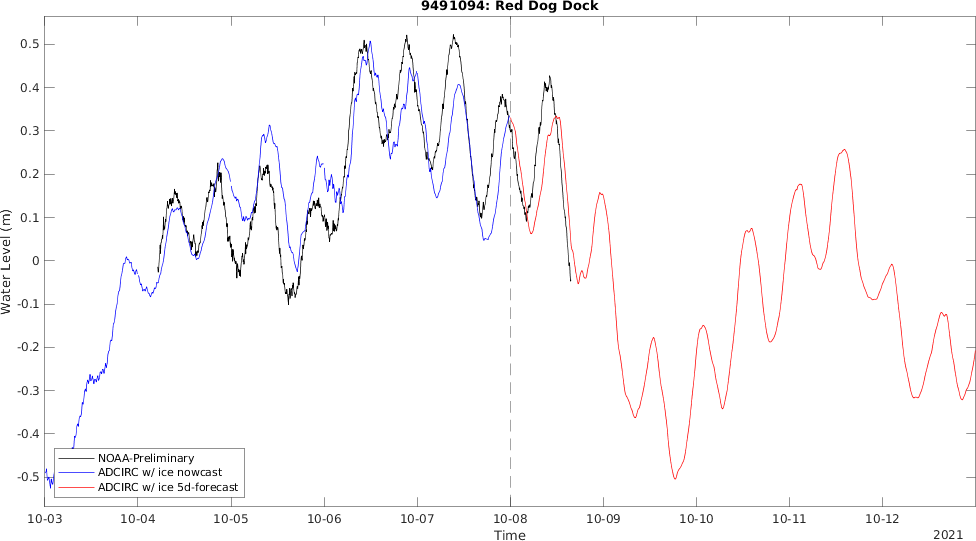 9491094: Red Dog Dock
Water Level (m)
0.5
0.4
0.3
0.2
0.1
0
-0.1
-0.2
-0.3
-0.4
-0.5
NOAA-Preliminary
ADCIRC w/ ice nowcast
ADCIRC w/ ice 5d-forecast
10-03 10-04 10-05 10-06 10-07 10-08 10-09 10-10 10-11 10-12
Time
2021